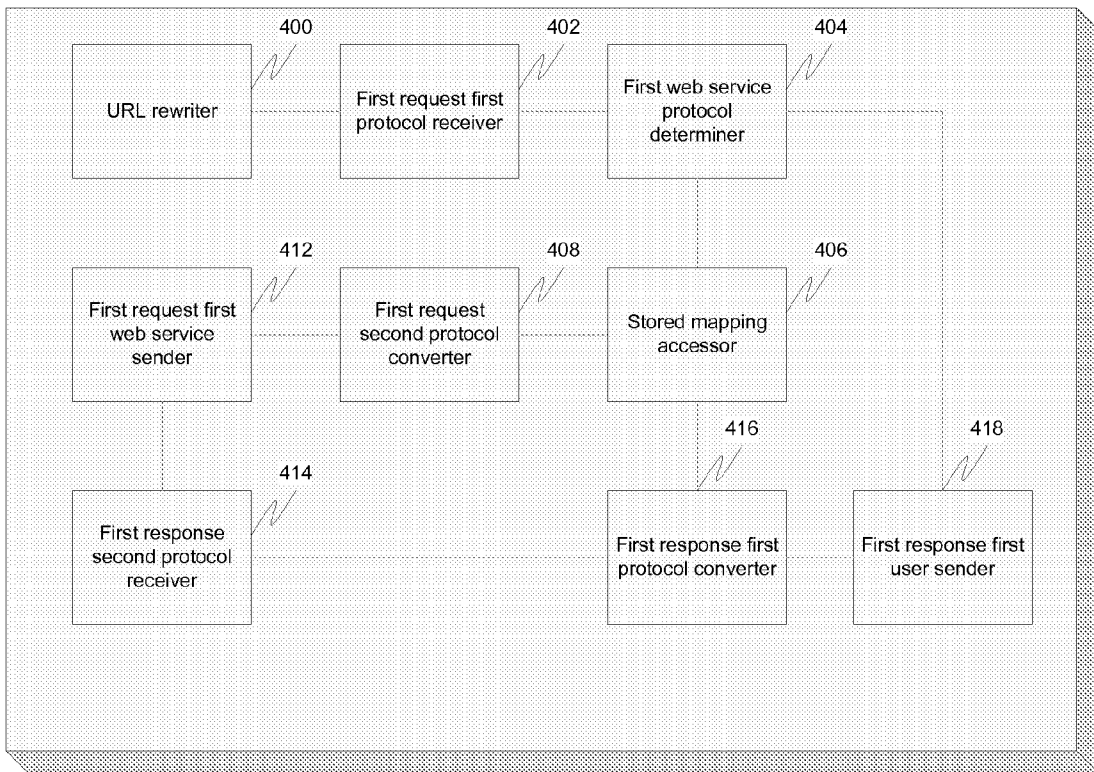 400
402
404
URL rewriter
First request first
protocol receiver
First web service
protocol
determiner
412
408
406
First request first
web service
sender
First request
second protocol
converter
Stored mapping
accessor
414
416
418
First response
second protocol
receiver
First response first
protocol converter
First response first
user sender